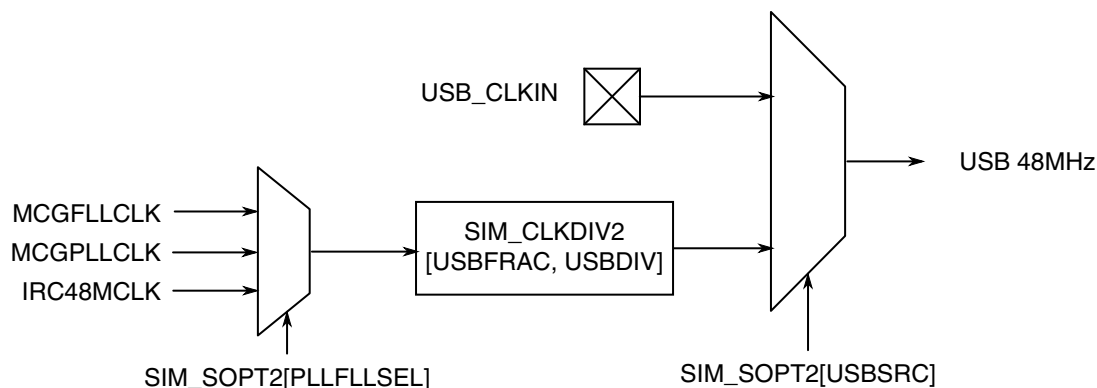 USB_CLKIN
USB 48MHz
MCGFLLCLK
MCGPLLCLK
IRC48MCLK
SIM_CLKDIV2
[USBFRAC, USBDIV]
SIM_SOPT2[PLLFLLSEL]
SIM_SOPT2[USBSRC]